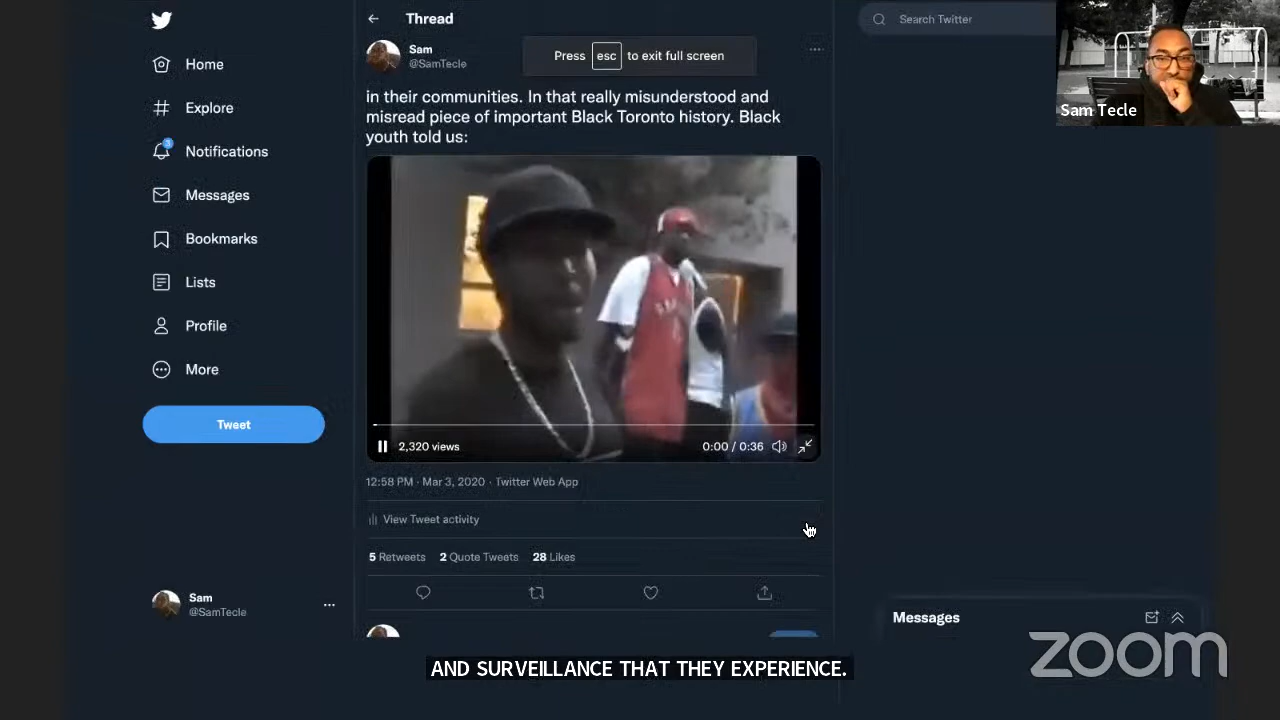 Thread
Search Twitter
Sam
@SamTecle
Press esc to exit full screen
Sam Tecle
Home
Explore
3
Notifications
Messages
Bookmarks
Lists
Profile
More
Tweet
in their communities. In that really misunderstood and
misread piece of important Black Toronto history. Black
youth told us:
2,320 views
0:00 / 0:36
12:58 PM · Mar 3, 2020 · Twitter Web App
View Tweet activity
5 Retweets 2 Quote Tweets 28 Likes
Sam
@SamTecle
Messages
AND SURVEILLANCE THAT THEY EXPERIENCE.
zoom